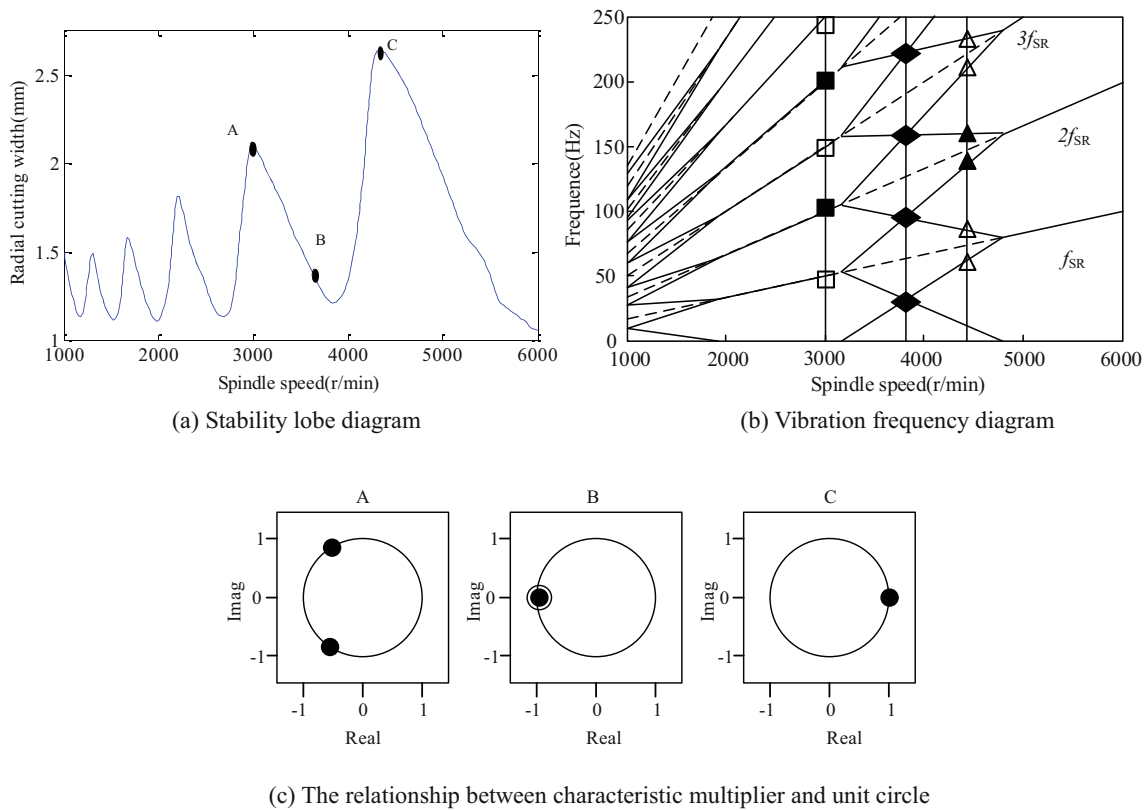 Radial cutting width(mm)
2.5
2
1.5
1
A
B
C
1000 2000 3000 4000 5000 6000
Spindle speed(r/min)
(a) Stability lobe diagram
Frequence(Hz)
250
200
150
100
50
0
3fSR
2fSR
fSR
1000 2000 3000 4000 5000 6000
Spindle speed(r/min)
(b) Vibration frequency diagram
A
Imag
1
0
-1
-1 0 1
Real
B
Imag
1
0
-1
-1 0 1
Real
C
Imag
1
0
-1
-1 0 1
Real
(c) The relationship between characteristic multiplier and unit circle